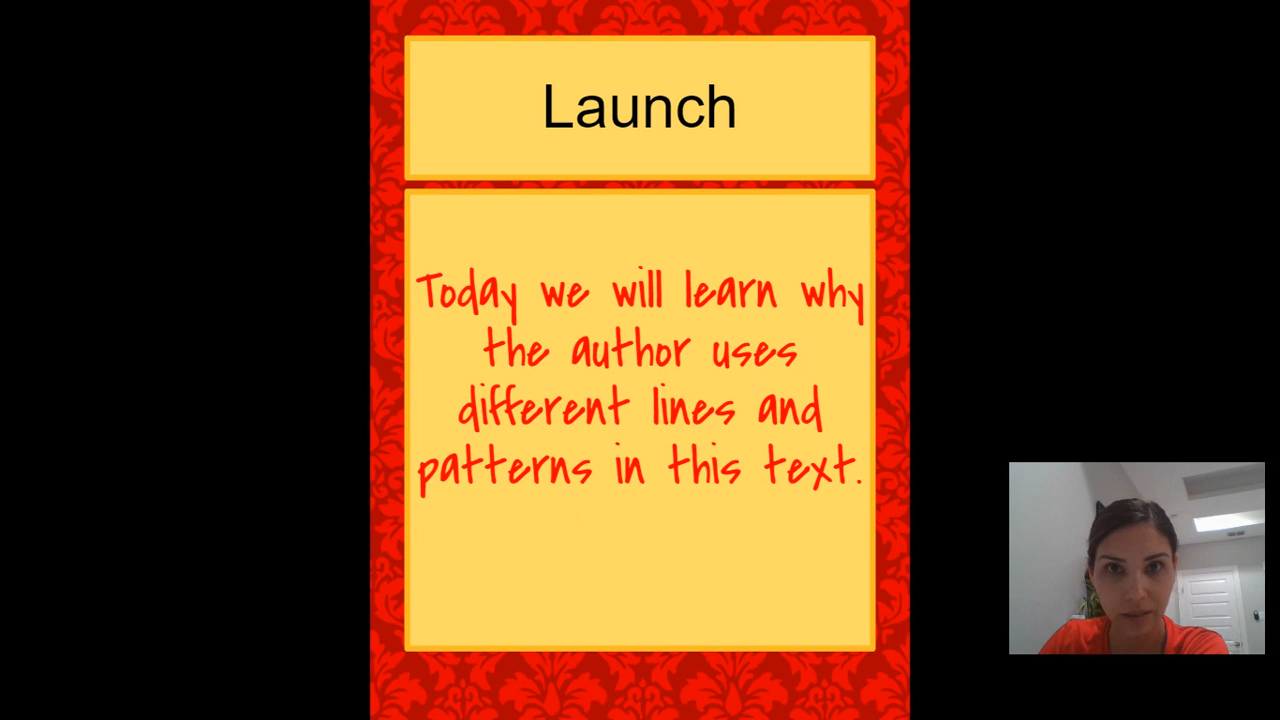 Launch
Today we will learn why
the author uses
different lines and
patterns in this text.